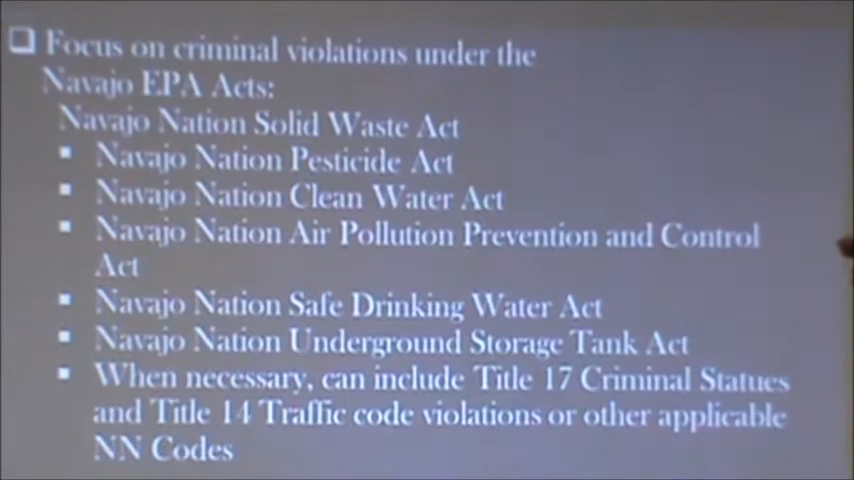 Focus on criminal violations under the
Navajo EPA Acts:
Navajo Nation Solid Waste Act
Navajo Nation Pesticide Act
Navajo Nation Clean Water Act
Navajo Nation Air Pollution Prevention and Control
Act
Navajo Nation Safe Drinking Water Act
Navajo Nation Underground Storage Tank Act
When necessary, can include Title 17 Criminal Statues
and Title 14 Traffic code violations or other applicable
NN Codes